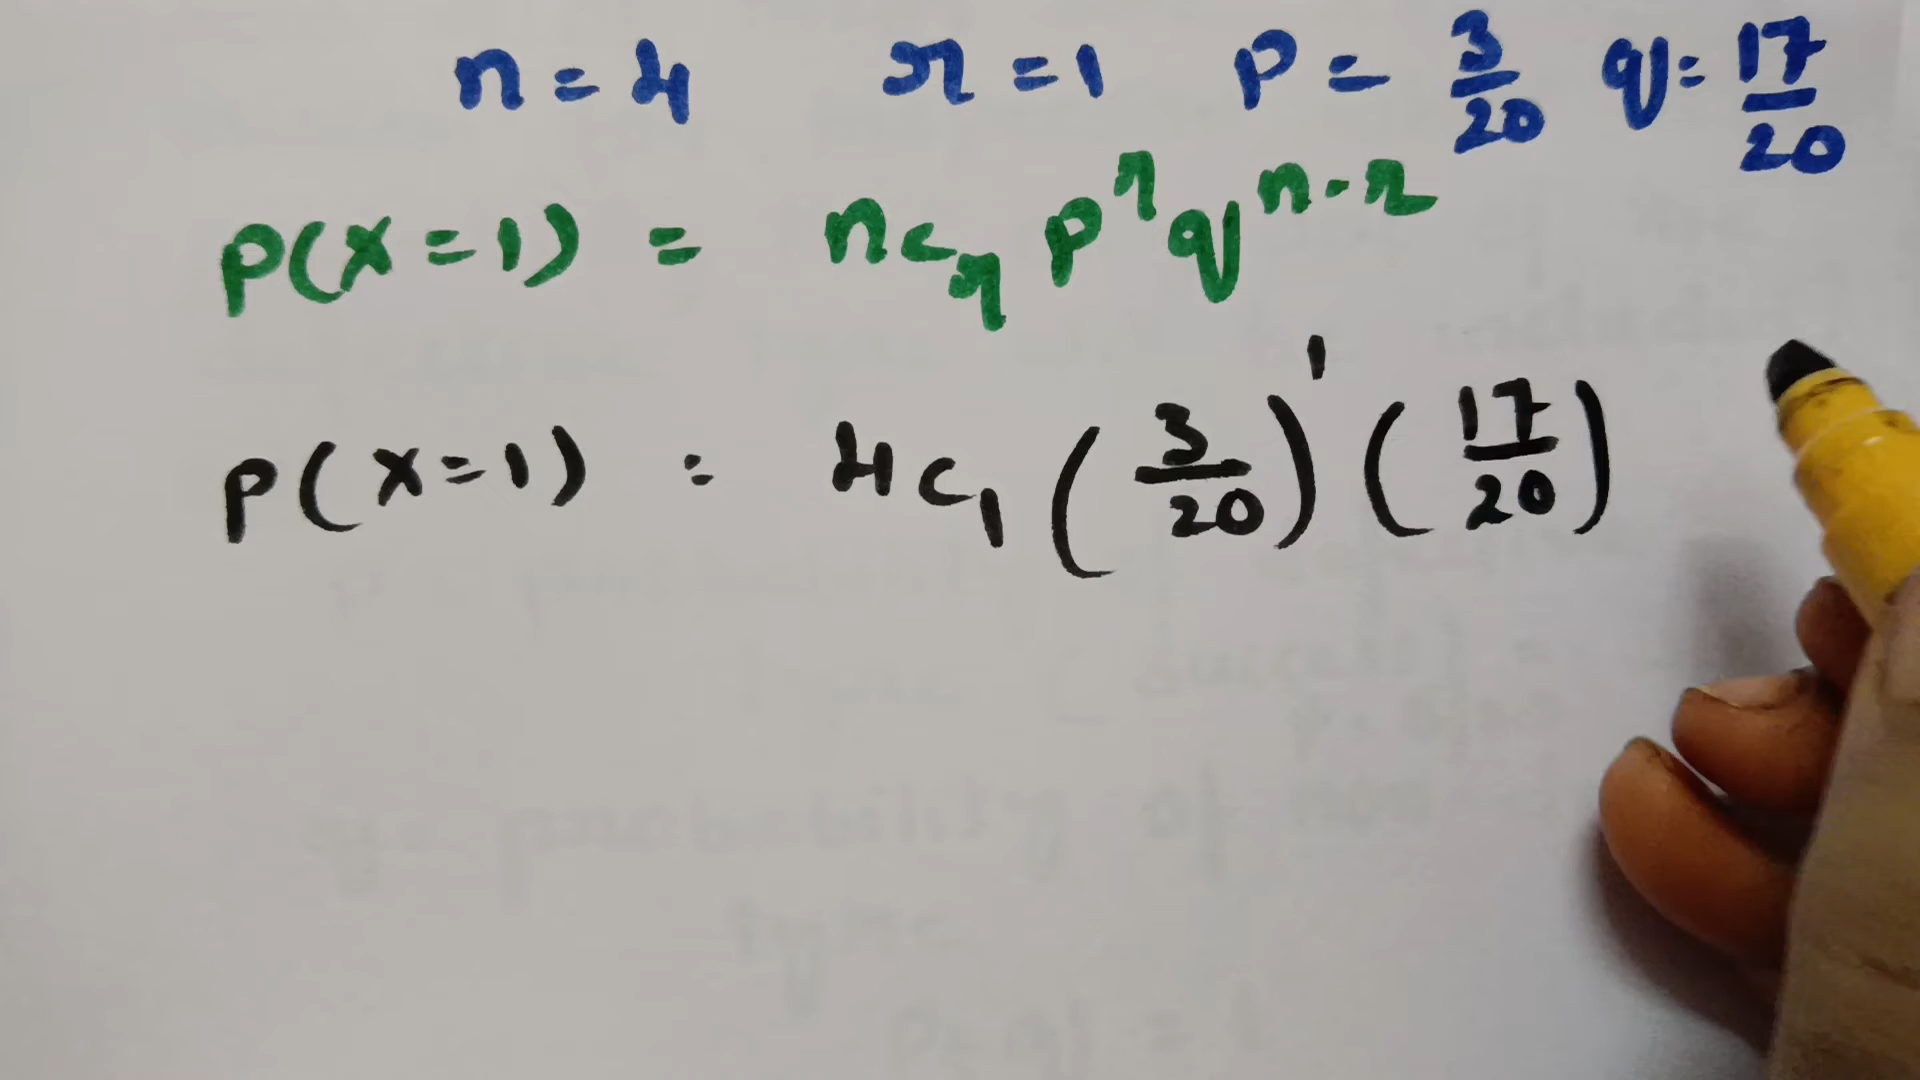 n = 4 r = 1 P = 3/20 q = 17/20
P(x=1) = nCr p^r q^n-r
P(x=1) = 4C1 (3/20)^1 (17/20)